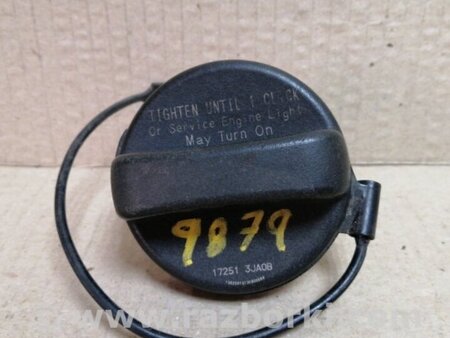 TIGHTEN UNTIL 1 CLICK
Or Service Engine Light
May Turn On
9879
17251 3JA0B